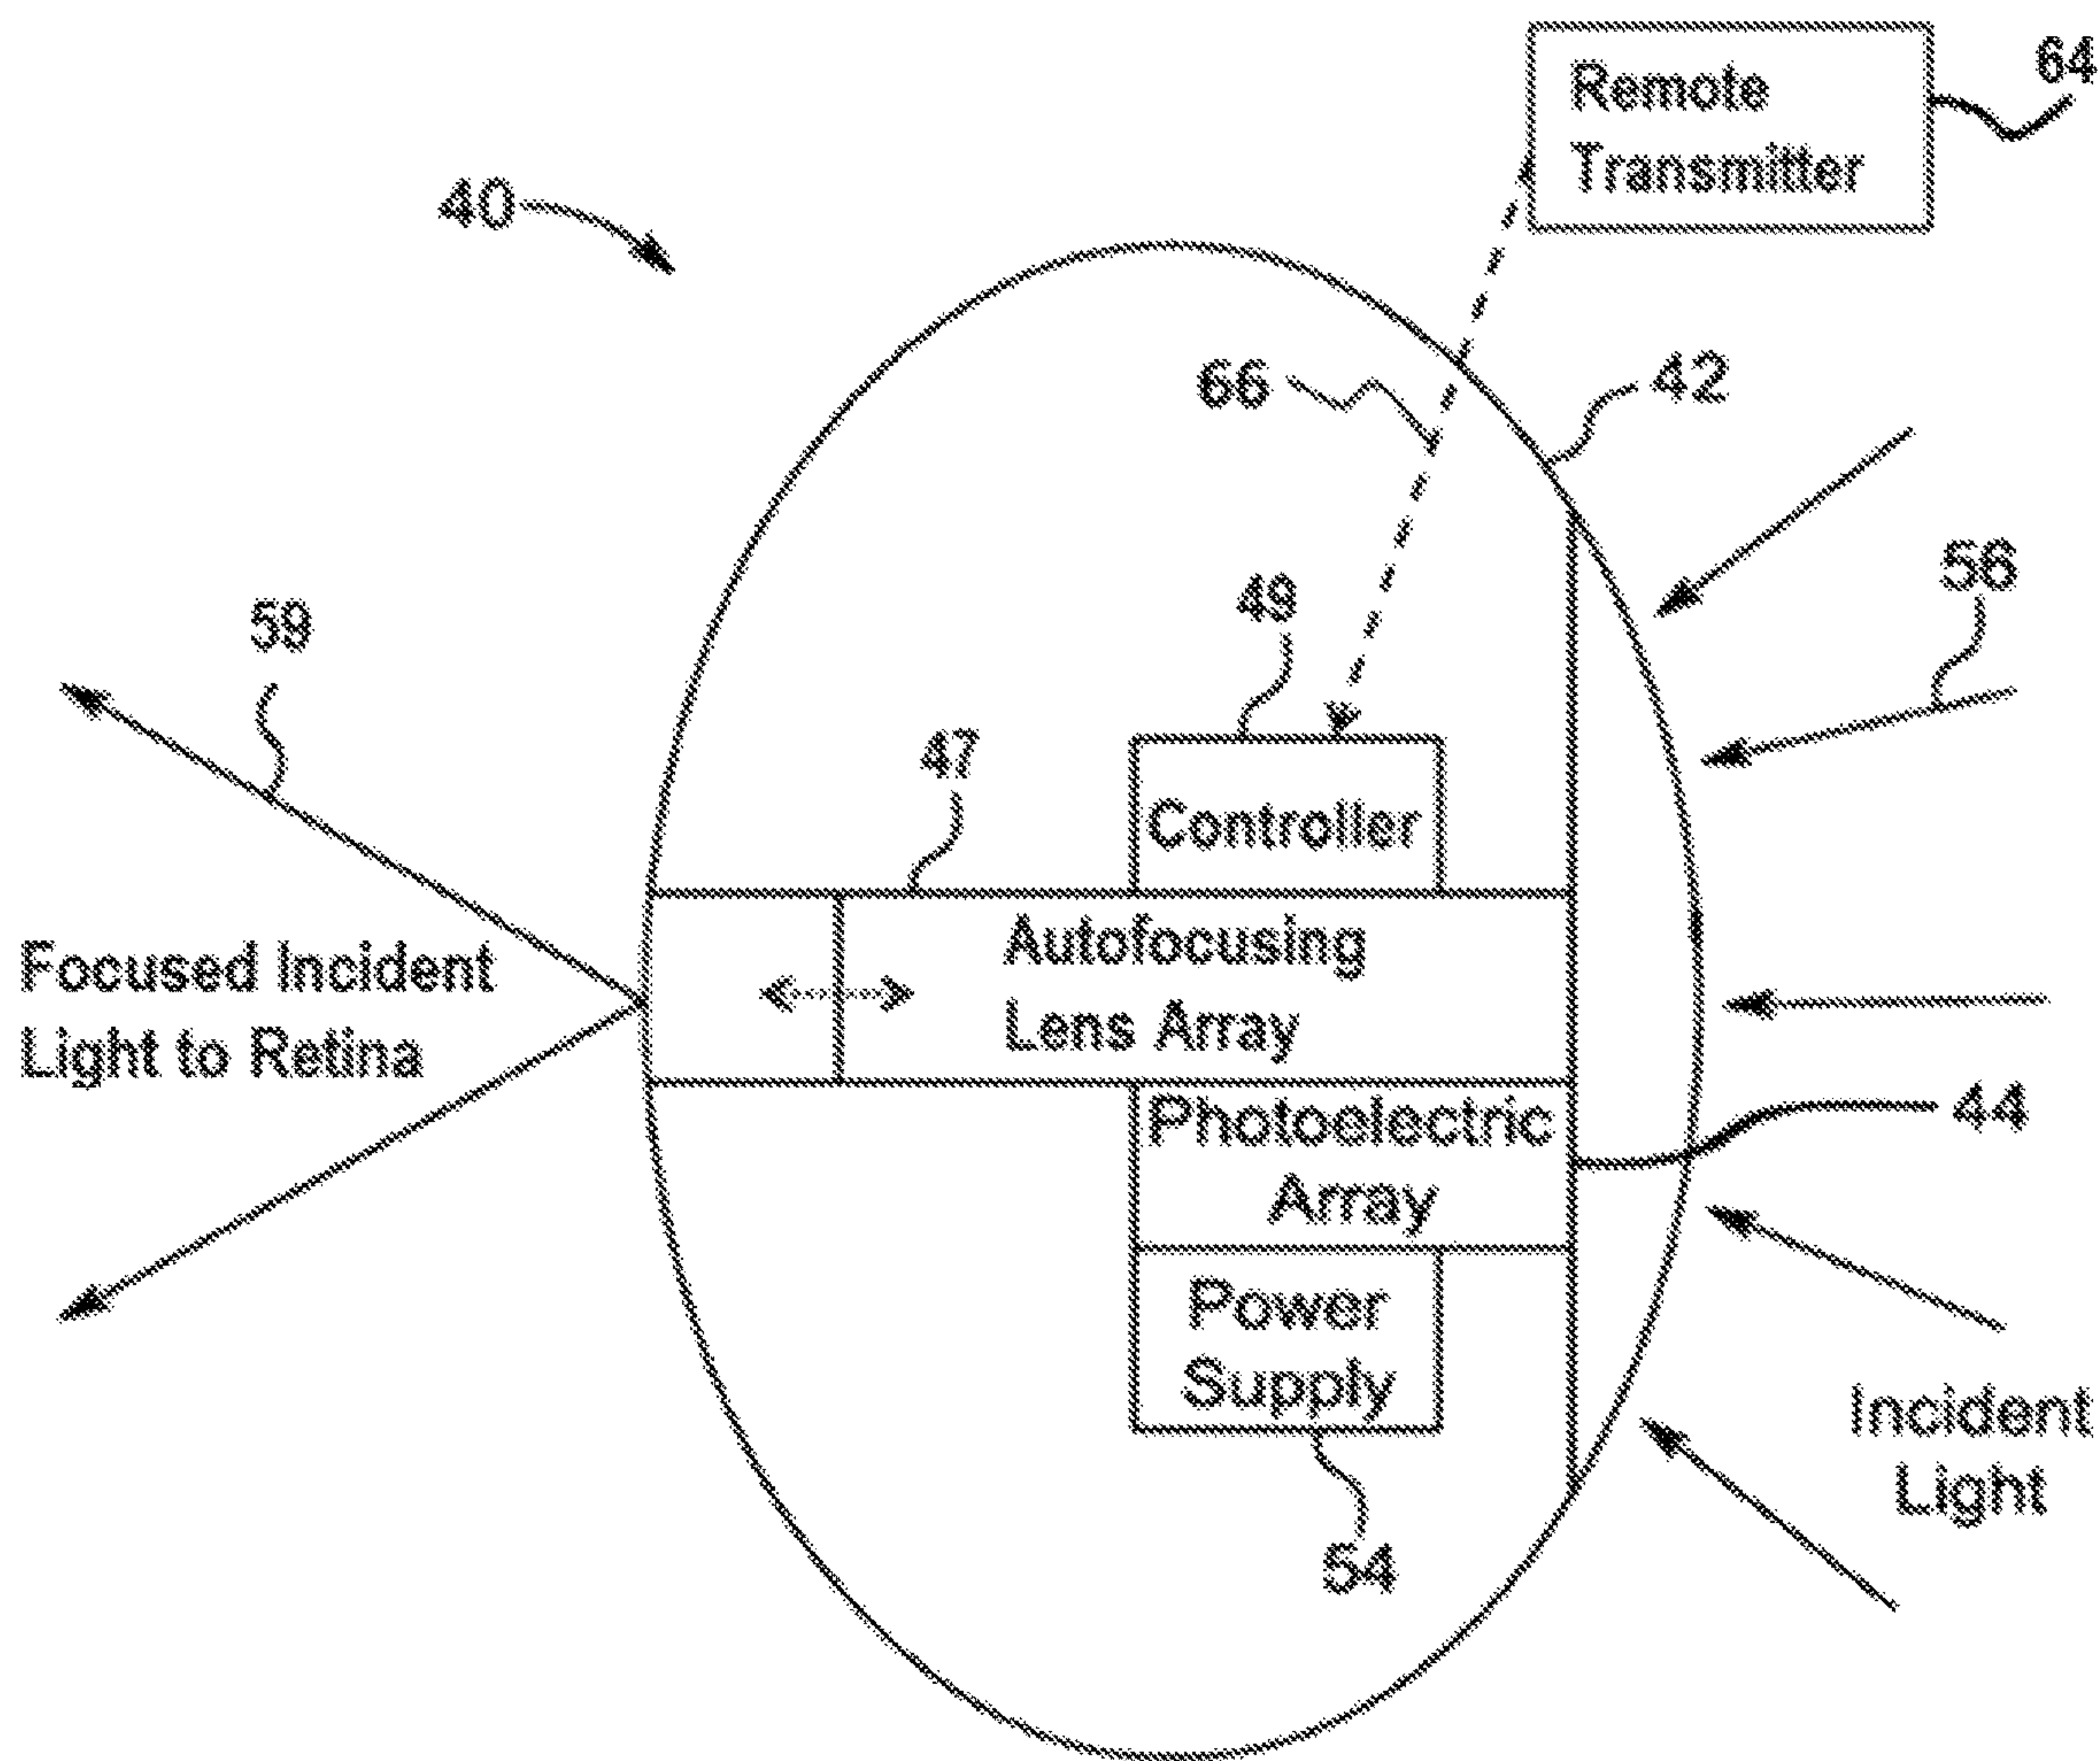 Remote
Transmitter
64
40
66
42
56
49
59
47
Controller
Autofocusing
Lens Array
Focused Incident
Light to Retina
44
Photoelectric
Array
Power
Supply
Incident
Light
54